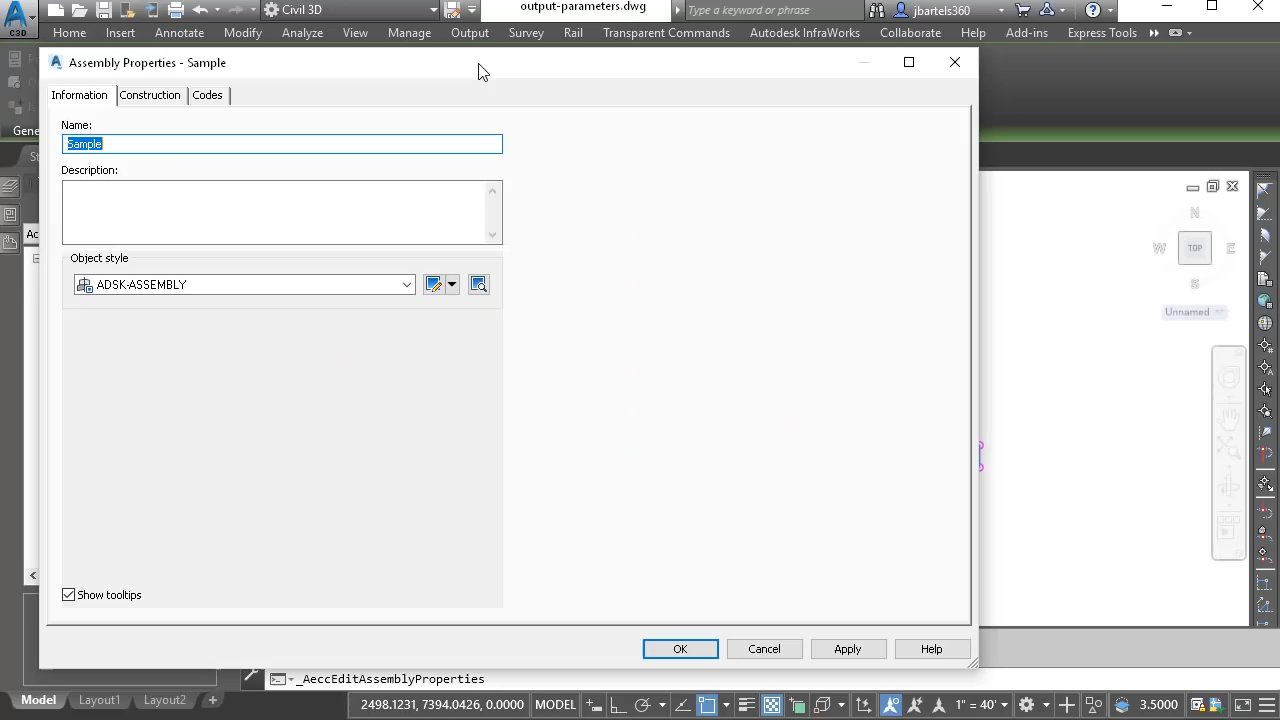 Civil 3D
output-parameters.dwg
Type a keyword or phrase
jbartels360
C3D
Home Insert Annotate Modify Analyze View Manage Output Survey Rail Transparent Commands Autodesk InfraWorks Collaborate Help Add-ins Express Tools
Assembly Properties - Sample
Information Construction Codes
Gene
Name:
Sample
Description:
Object style
ADSK-ASSEMBLY
Show tooltips
OK Cancel Apply Help
N
W TOP E
S
Unnamed
_AeccEditAssemblyProperties
Model Layout1 Layout2 +
2498.1231, 7394.0426, 0.0000 MODEL 1" = 40' 3.5000